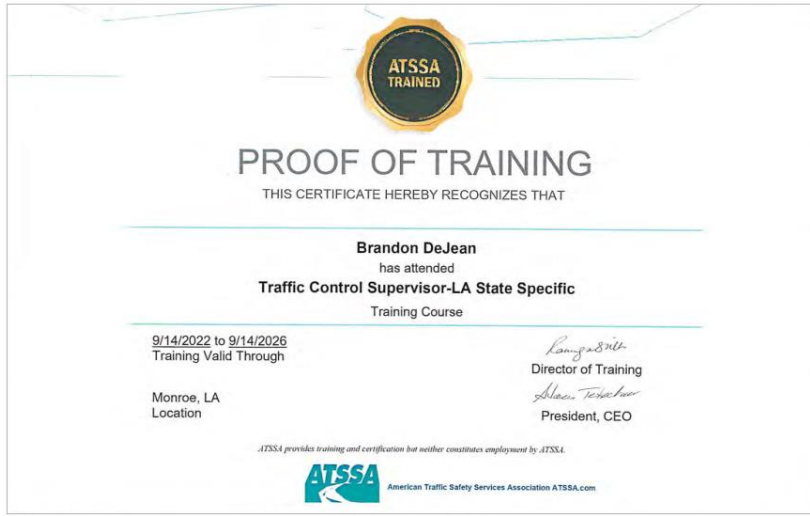 ATSSA
TRAINED
PROOF OF TRAINING
THIS CERTIFICATE HEREBY RECOGNIZES THAT
Brandon DeJean
has attended
Traffic Control Supervisor-LA State Specific
Training Course
9/14/2022 to 9/14/2026
Training Valid Through
Director of Training
Monroe, LA
Location
President, CEO
ATSSA provides training and certification but neither constitutes employment by ATSSA.
ATSSA
American Traffic Safety Services Association ATSSA.com